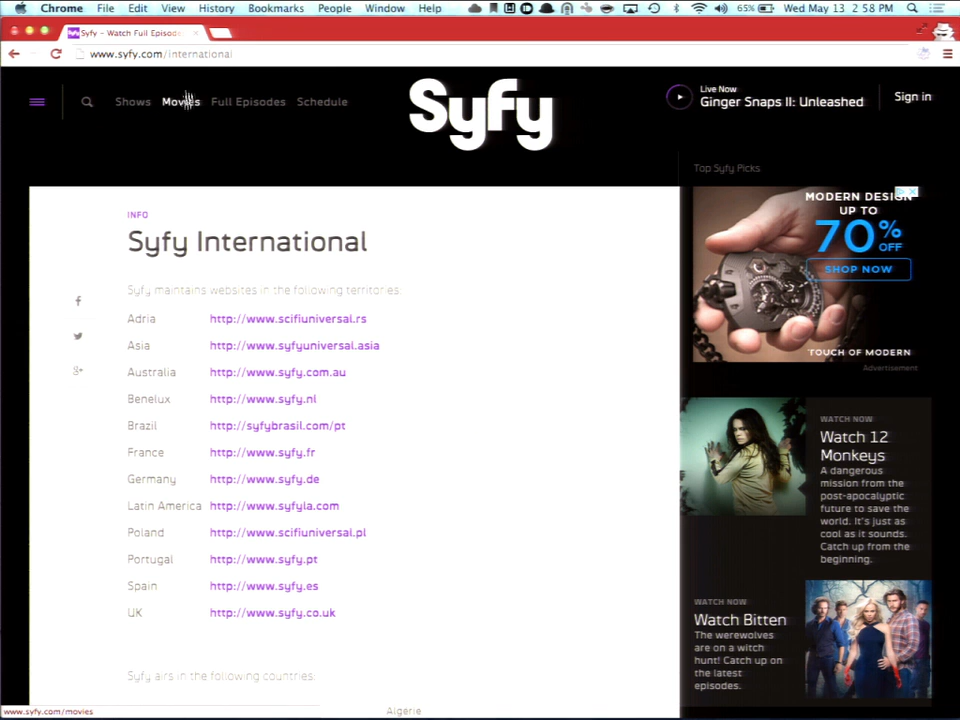 Chrome File Edit View History Bookmarks People Window Help
65% Wed May 13 2:58 PM
Syfy - Watch Full Episode
www.syfy.com/international
Shows Movies Full Episodes Schedule
Syfy
Live Now
Ginger Snaps II: Unleashed
Sign in
Top Syfy Picks
INFO
Syfy International
Syfy maintains websites in the following territories:
Adria http://www.scifiuniversal.rs
Asia http://www.syfyuniversal.asia
Australia http://www.syfy.com.au
Benelux http://www.syfy.nl
Brazil http://syfybrasil.com/pt
France http://www.syfy.fr
Germany http://www.syfy.de
Latin America http://www.syfyla.com
Poland http://www.scifiuniversal.pl
Portugal http://www.syfy.pt
Spain http://www.syfy.es
UK http://www.syfy.co.uk
Syfy airs in the following countries:
Algerie
MODERN DESIGN
UP TO
70% OFF
SHOP NOW
TOUCH OF MODERN
Advertisement
WATCH NOW
Watch 12
Monkeys
A dangerous
mission from the
post-apocalyptic
future to save the
world. It's just as
cool as it sounds.
Catch up from the
beginning.
WATCH NOW
Watch Bitten
The werewolves
are on a witch
hunt! Catch up on
the latest
episodes.
www.syfy.com/movies